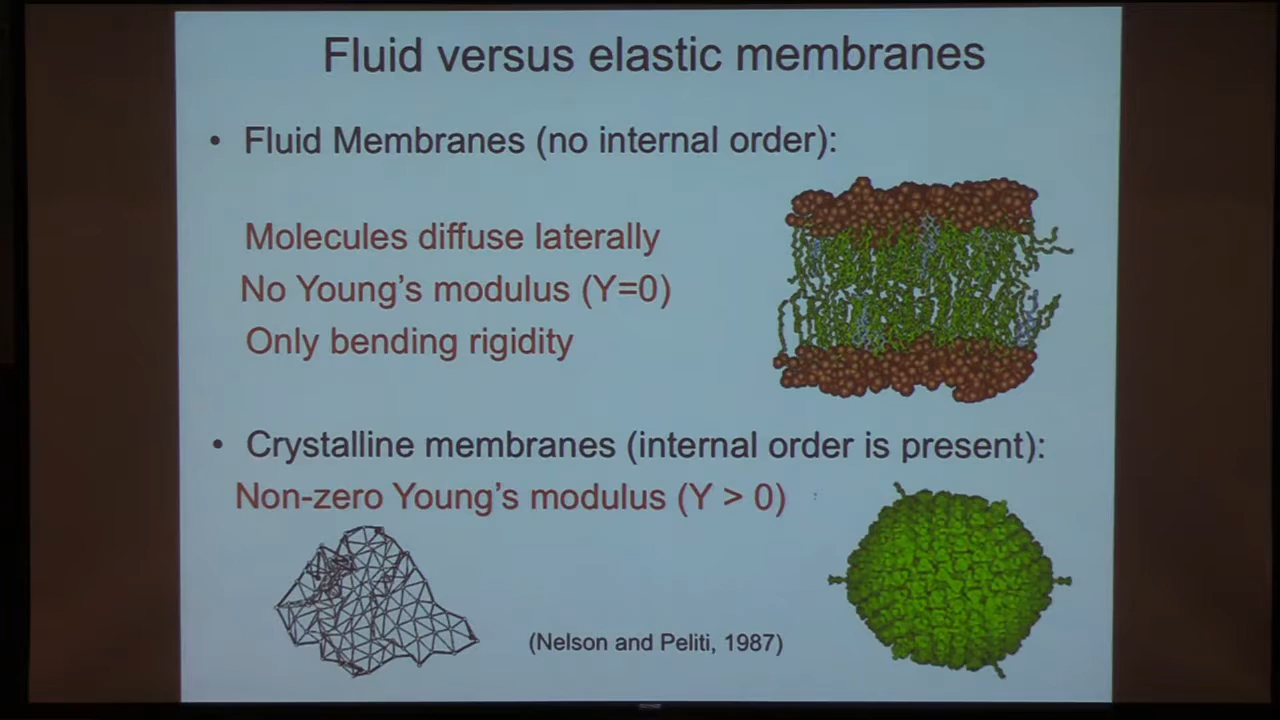 Fluid versus elastic membranes
• Fluid Membranes (no internal order):
Molecules diffuse laterally
No Young's modulus (Y=0)
Only bending rigidity
• Crystalline membranes (internal order is present):
Non-zero Young's modulus (Y > 0)
(Nelson and Peliti, 1987)